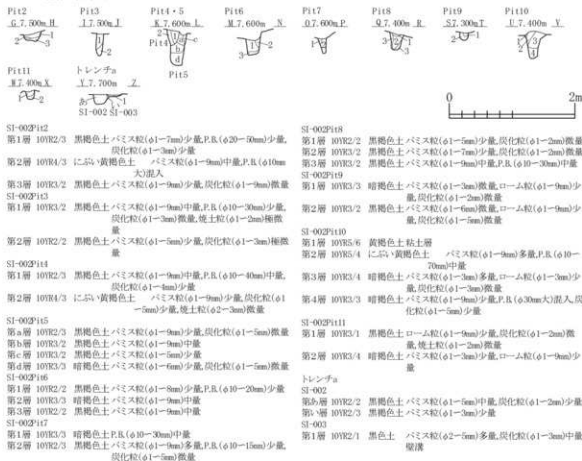 Pit2 Pit3 Pit4・5 Pit6 Pit7 Pit8 Pit9 Pit10
G 7.500m H I 7.500m J K 7.600m L M 7.600m N O 7.600m P Q 7.400m R S 7.300m T U 7.400m V
Pit4
Pit5
Pit11 トレンチa
W 7.400m X Y 7.700m Z
SI-002 SI-003
0 2m
SI-002Pit2
第1層 10YR2/3 黒褐色土 パミス粒(φ1~7mm)少量,P.B.(φ20~50mm)少量,
炭化粒(φ1~3mm)少量
第2層 10YR4/3 にぶい黄褐色土 パミス粒(φ1~9mm)中量,P.B.(φ10mm
大)混入
第3層 10YR3/2 黒褐色土 パミス粒(φ1~9mm)少量,炭化粒(φ1~9mm)微量
SI-002Pit3
第1層 10YR3/2 黒褐色土 パミス粒(φ1~9mm)中量,P.B.(φ10~30mm)少量,
炭化粒(φ1~3mm)微量,焼土粒(φ1~2mm)極微
量
第2層 10YR2/2 黒褐色土 パミス粒(φ1~5mm)少量,炭化粒(φ1~3mm)極微
量
SI-002Pit4
第1層 10YR2/3 黒褐色土 パミス粒(φ1~9mm)中量,P.B.(φ10~40mm)中量,
炭化粒(φ1~4mm)少量
第2層 10YR4/3 にぶい黄褐色土 パミス粒(φ1~9mm)少量,炭化粒(φ1
~5mm)少量,焼土粒(φ2~3mm)微量
SI-002Pit5
第a層 10YR2/3 黒褐色土 パミス粒(φ1~9mm)少量,炭化粒(φ1~5mm)微量
第b層 10YR3/2 黒褐色土 パミス粒(φ1~9mm)中量
第c層 10YR3/2 黒褐色土 パミス粒(φ1~5mm)少量
第d層 10YR3/3 暗褐色土 パミス粒(φ1~6mm)少量,炭化粒(φ1~5mm)微量
SI-002Pit6
第1層 10YR2/2 黒褐色土 パミス粒(φ1~5mm)少量,P.B.(φ10~20mm)少量
第2層 10YR3/3 暗褐色土 パミス粒(φ1~9mm)中量
第3層 10YR2/2 黒褐色土 パミス粒(φ1~9mm)中量
SI-002Pit7
第1層 10YR3/3 暗褐色土 P.B.(φ10~30mm)中量
第2層 10YR2/3 黒褐色土 パミス粒(φ1~9mm)多量,P.B.(φ10~15mm)少量,
炭化粒(φ1~5mm)微量
SI-002Pit8
第1層 10YR2/2 黒褐色土 パミス粒(φ1~5mm)少量,炭化粒(φ1~2mm)微量
第2層 10YR3/2 黒褐色土 パミス粒(φ1~7mm)少量,炭化粒(φ1~2mm)微量
第3層 10YR3/2 黒褐色土 パミス粒(φ1~9mm)中量,P.B.(φ10~30mm)中量
SI-002Pit9
第1層 10YR3/3 暗褐色土 パミス粒(φ1~3mm)微量,ローム粒(φ1~9mm)少
量,炭化粒(φ1~2mm)微量
第2層 10YR3/2 黒褐色土 パミス粒(φ1~6mm)微量,ローム粒(φ1~9mm)少
量,炭化粒(φ1~5mm)微量
SI-002Pit10
第1層 10YR5/6 黄褐色土 粘土層
第2層 10YR5/4 にぶい黄褐色土 パミス粒(φ1~9mm)多量,P.B.(φ10~
70mm)中量
第3層 10YR3/4 暗褐色土 パミス粒(φ1~3mm)多量,ローム粒(φ1~3mm)少
量,炭化粒(φ1~3mm)微量
第4層 10YR3/3 暗褐色土 パミス粒(φ1~9mm)少量,P.B.(φ30mm大)混入,炭
化粒(φ1~5mm)少量
SI-002Pit11
第1層 10YR3/1 黒褐色土 ローム粒(φ1~9mm)少量,炭化粒(φ1~2mm)微
量,焼土粒(φ1~2mm)微量
第2層 10YR3/4 暗褐色土 パミス粒(φ1~3mm)少量,ローム粒(φ1~9mm)少
量
トレンチa
SI-002
第あ層 10YR2/2 黒褐色土 パミス粒(φ1~5mm)中量,炭化粒(φ1~2mm)少量
第い層 10YR2/3 黒褐色土 パミス粒(φ1~3mm)少量
SI-003
第1層 10YR2/1 黒色土 パミス粒(φ2~5mm)多量,炭化粒(φ1~3mm)中量
壁溝